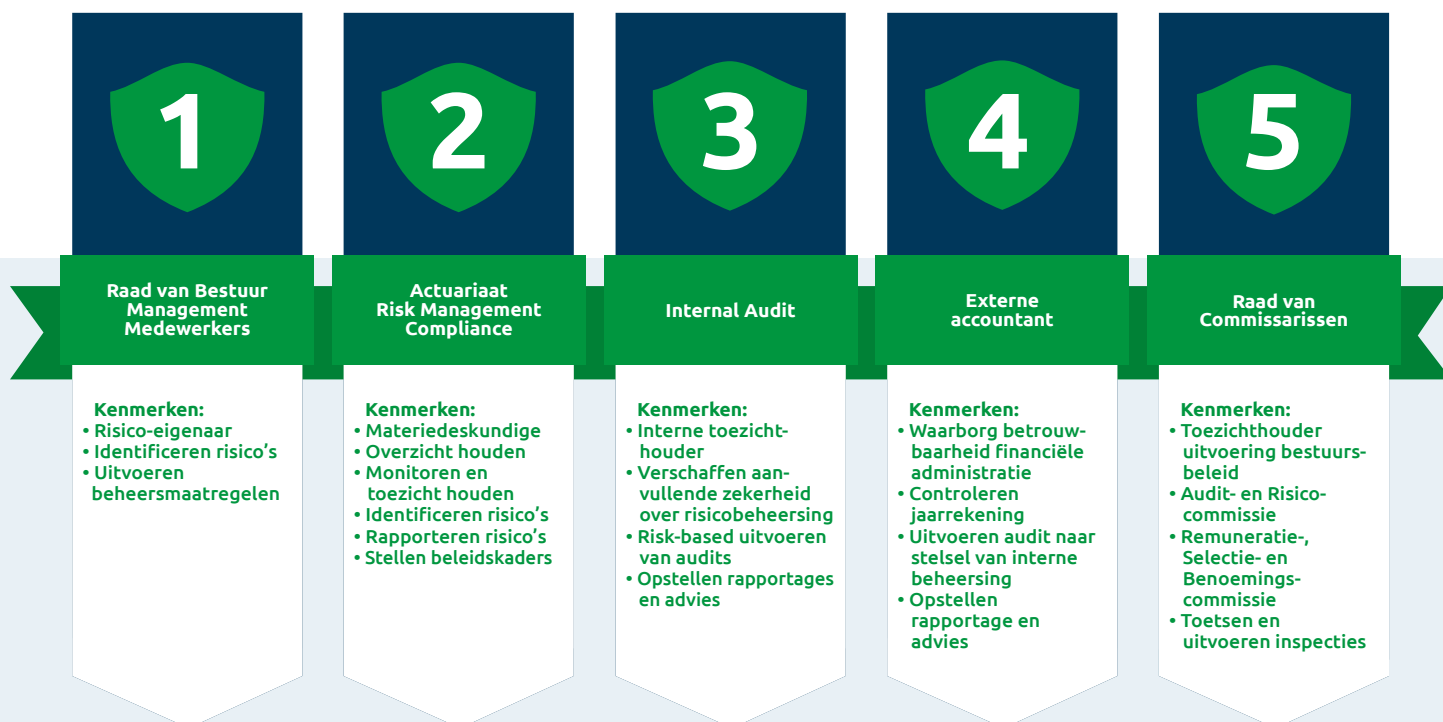 1
Raad van Bestuur
Management
Medewerkers
Kenmerken:
• Risico-eigenaar
• Identificeren risico's
• Uitvoeren
beheersmaatregelen
2
Actuariaat
Risk Management
Compliance
Kenmerken:
• Materiedeskundige
• Overzicht houden
• Monitoren en
toezicht houden
• Identificeren risico's
• Rapporteren risico's
• Stellen beleidskaders
3
Internal Audit
Kenmerken:
• Interne toezicht-
houder
• Verschaffen aan-
vullende zekerheid
over risicobeheersing
• Risk-based uitvoeren
van audits
• Opstellen rapportages
en advies
4
Externe
accountant
Kenmerken:
• Waarborg betrouw-
baarheid financiële
administratie
• Controleren
jaarrekening
• Uitvoeren audit naar
stelsel van interne
beheersing
• Opstellen
rapportage en
advies
5
Raad van
Commissarissen
Kenmerken:
• Toezichthouder
uitvoering bestuurs-
beleid
• Audit- en Risico-
commissie
• Remuneratie-,
Selectie- en
Benoemings-
commissie
• Toetsen en
uitvoeren inspecties